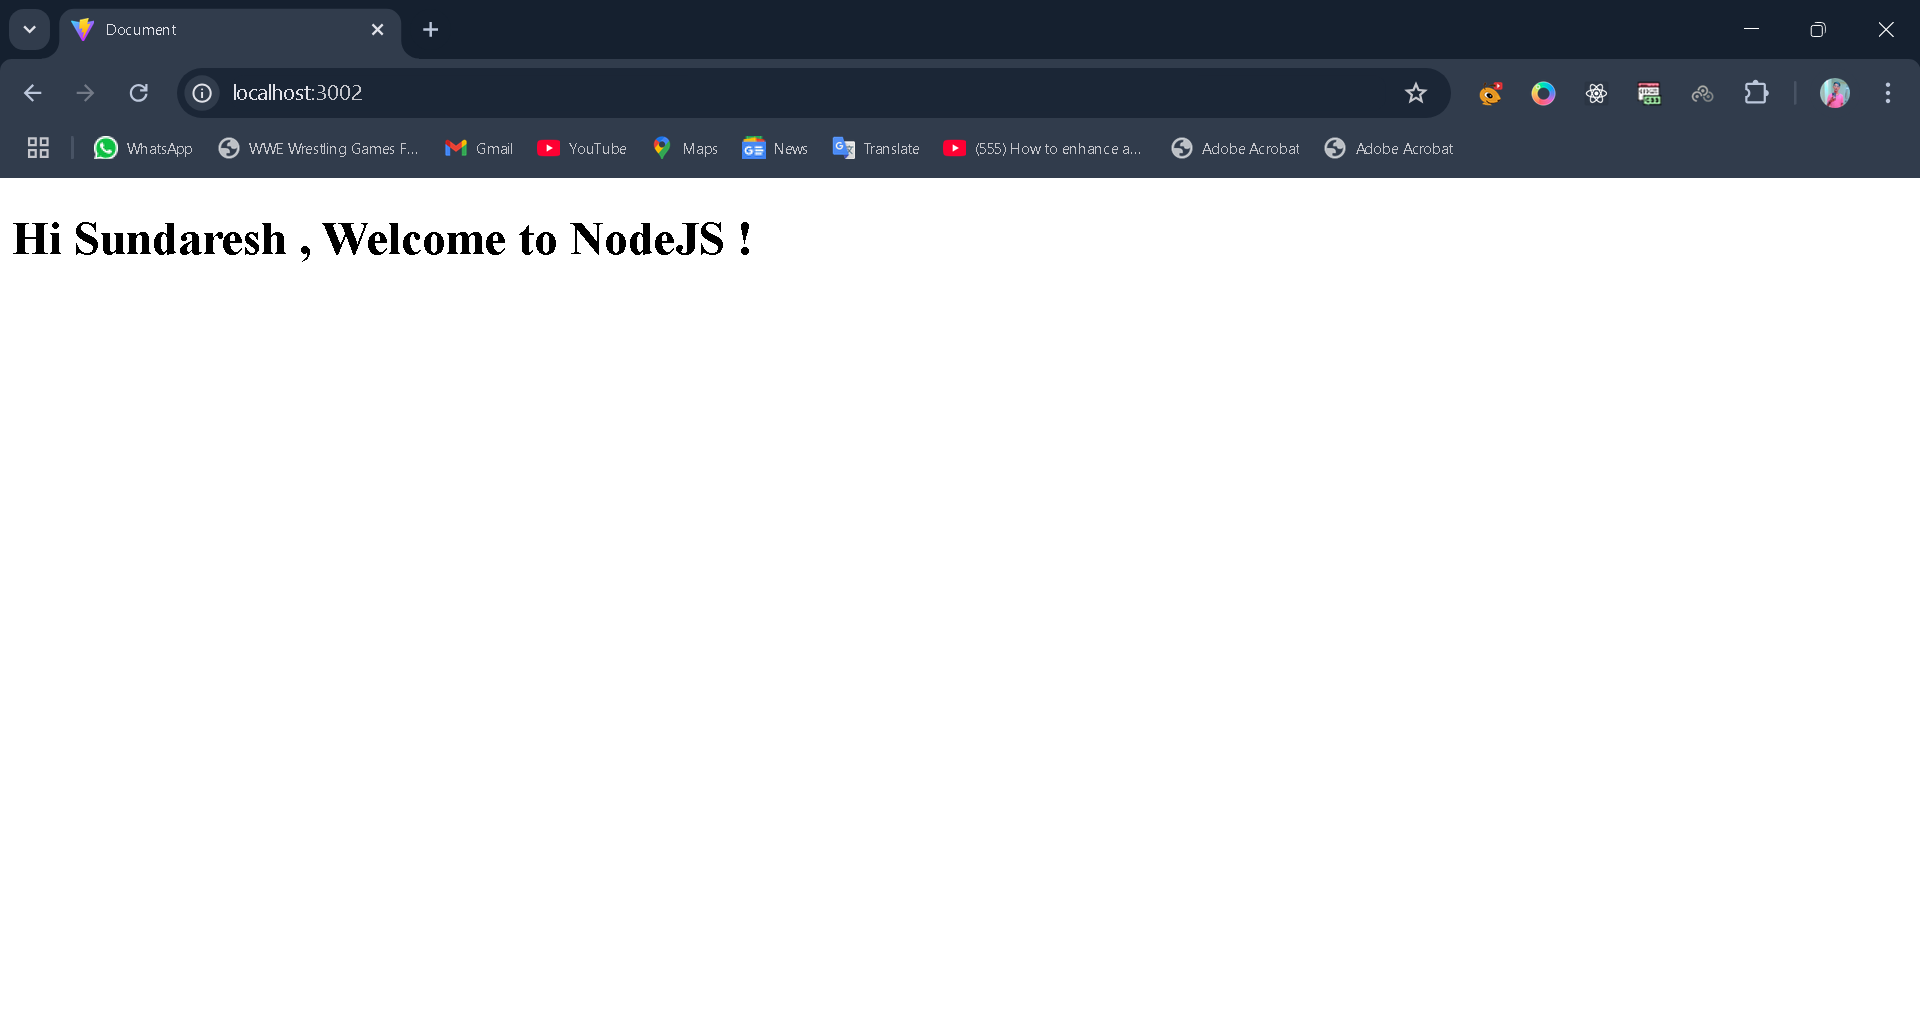 Document
localhost:3002
WhatsApp
WWE Wrestling Games F...
Gmail
YouTube
Maps
News
Translate
(555) How to enhance a...
Adobe Acrobat
Adobe Acrobat
Hi Sundaresh , Welcome to NodeJS !